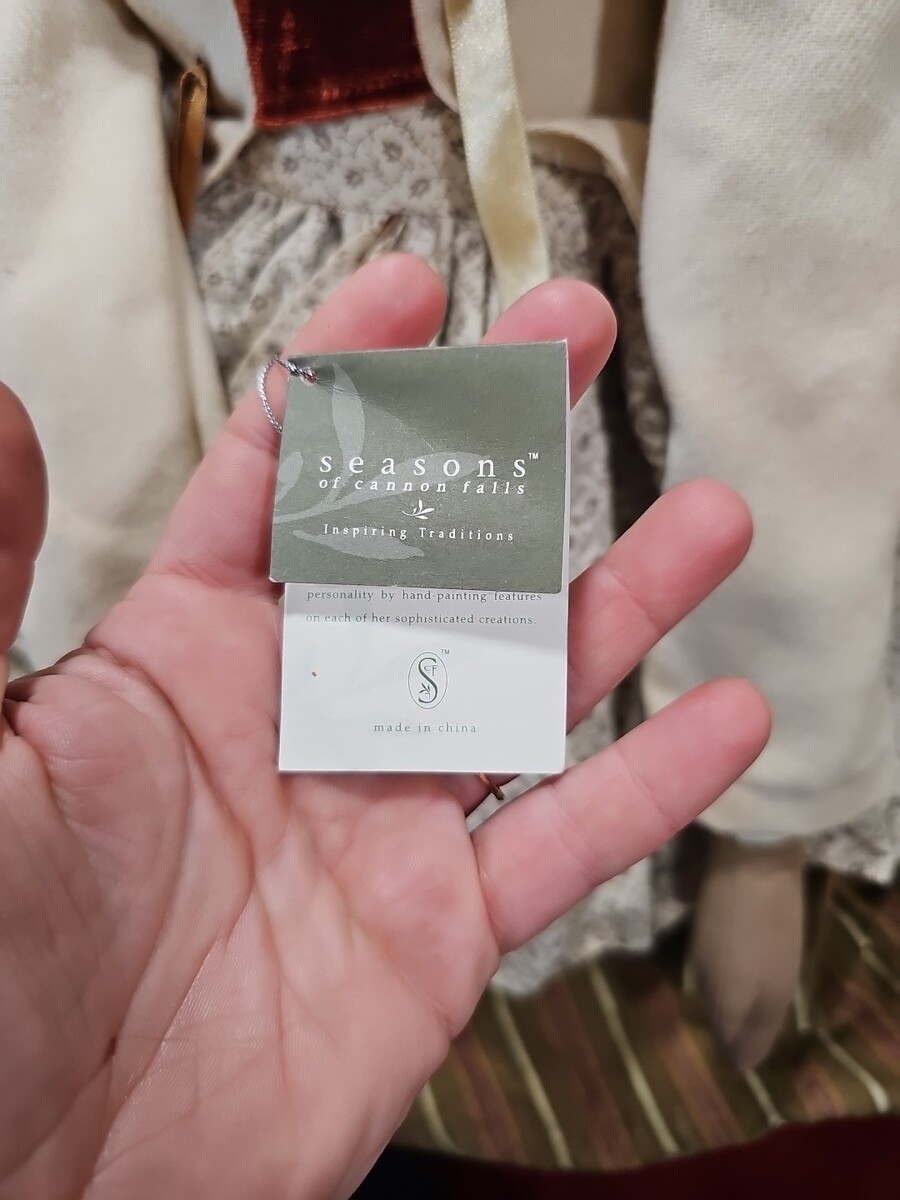 seasons™
of cannon falls
Inspiring Traditions
personality by hand-painting features
on each of her sophisticated creations.
SCF™
made in china